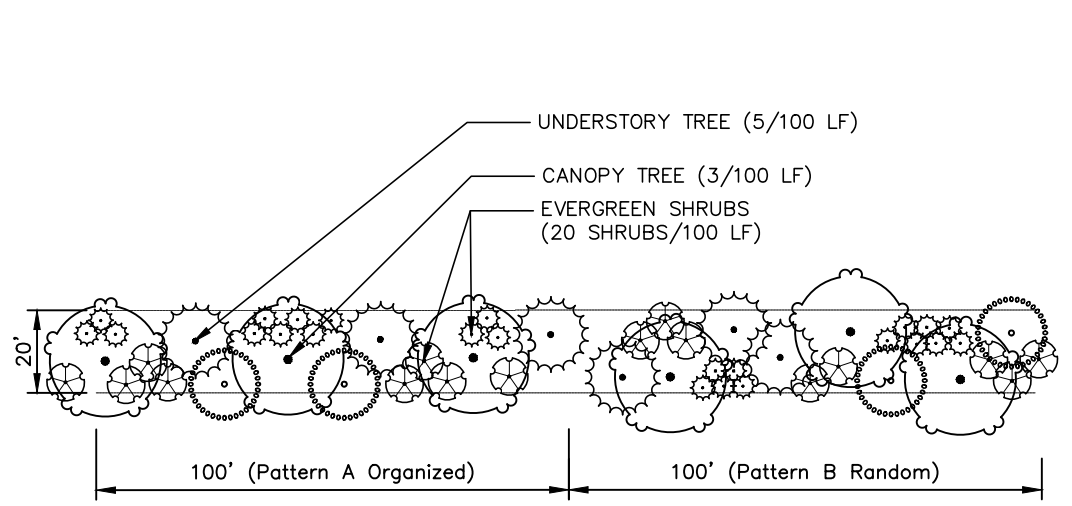 UNDERSTORY TREE (5/100 LF)
CANOPY TREE (3/100 LF)
EVERGREEN SHRUBS
(20 SHRUBS/100 LF)
20'
100' (Pattern A Organized)
100' (Pattern B Random)